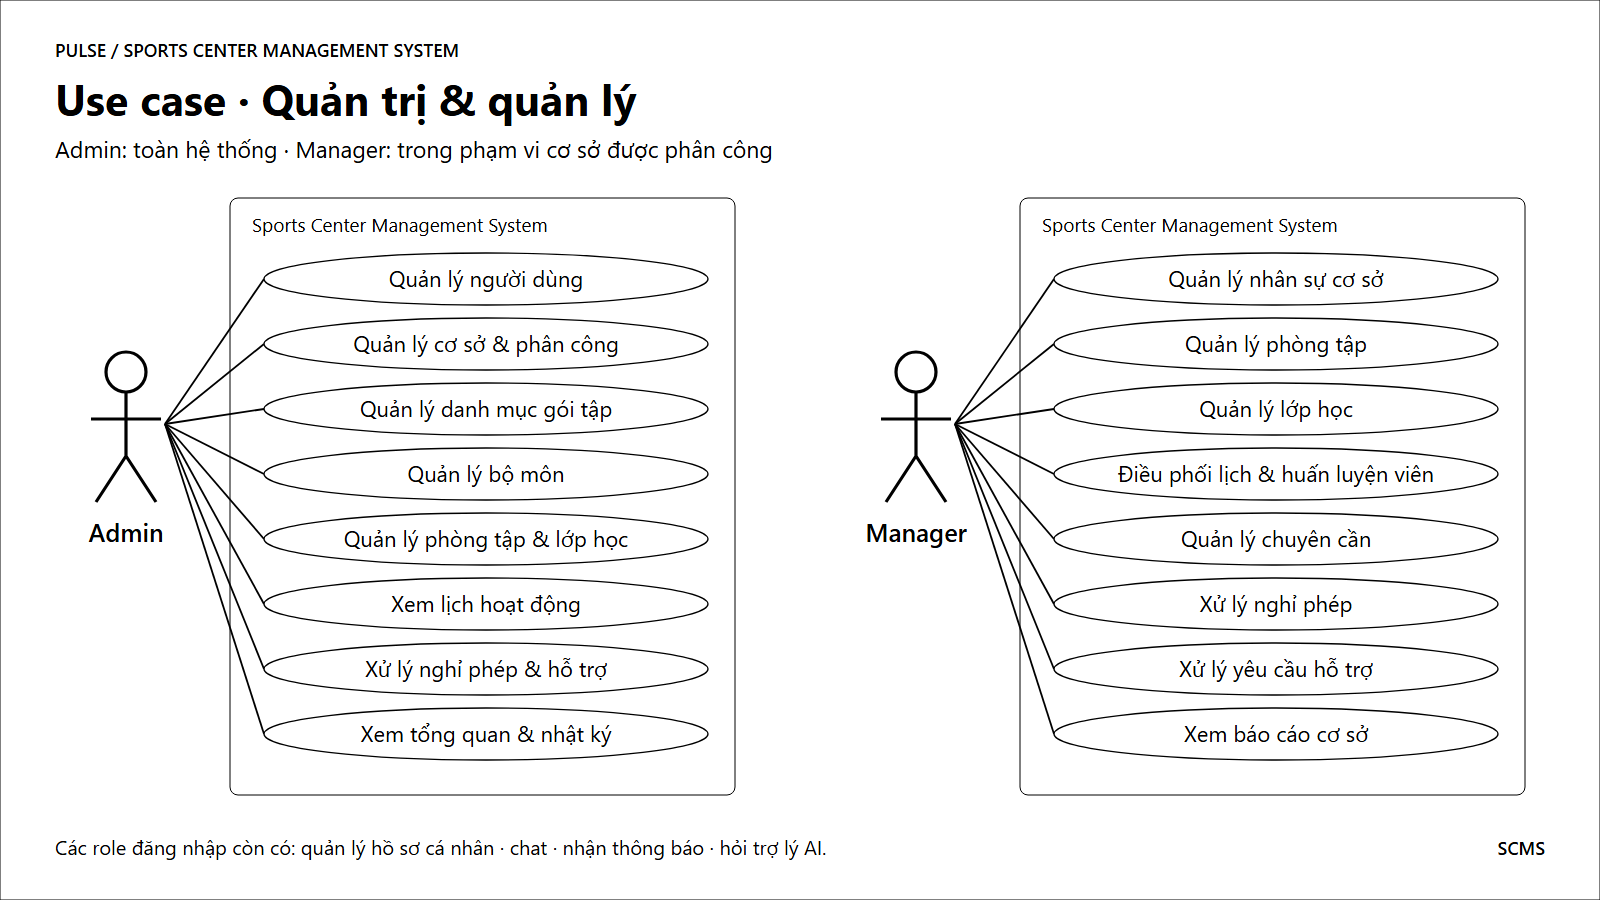 PULSE / SPORTS CENTER MANAGEMENT SYSTEM
Use case · Quản trị & quản lý
Admin: toàn hệ thống · Manager: trong phạm vi cơ sở được phân công
Sports Center Management System
Quản lý người dùng
Quản lý cơ sở & phân công
Quản lý danh mục gói tập
Quản lý bộ môn
Quản lý phòng tập & lớp học
Xem lịch hoạt động
Xử lý nghỉ phép & hỗ trợ
Xem tổng quan & nhật ký
Admin
Sports Center Management System
Quản lý nhân sự cơ sở
Quản lý phòng tập
Quản lý lớp học
Điều phối lịch & huấn luyện viên
Quản lý chuyên cần
Xử lý nghỉ phép
Xử lý yêu cầu hỗ trợ
Xem báo cáo cơ sở
Manager
Các role đăng nhập còn có: quản lý hồ sơ cá nhân · chat · nhận thông báo · hỏi trợ lý AI.
SCMS